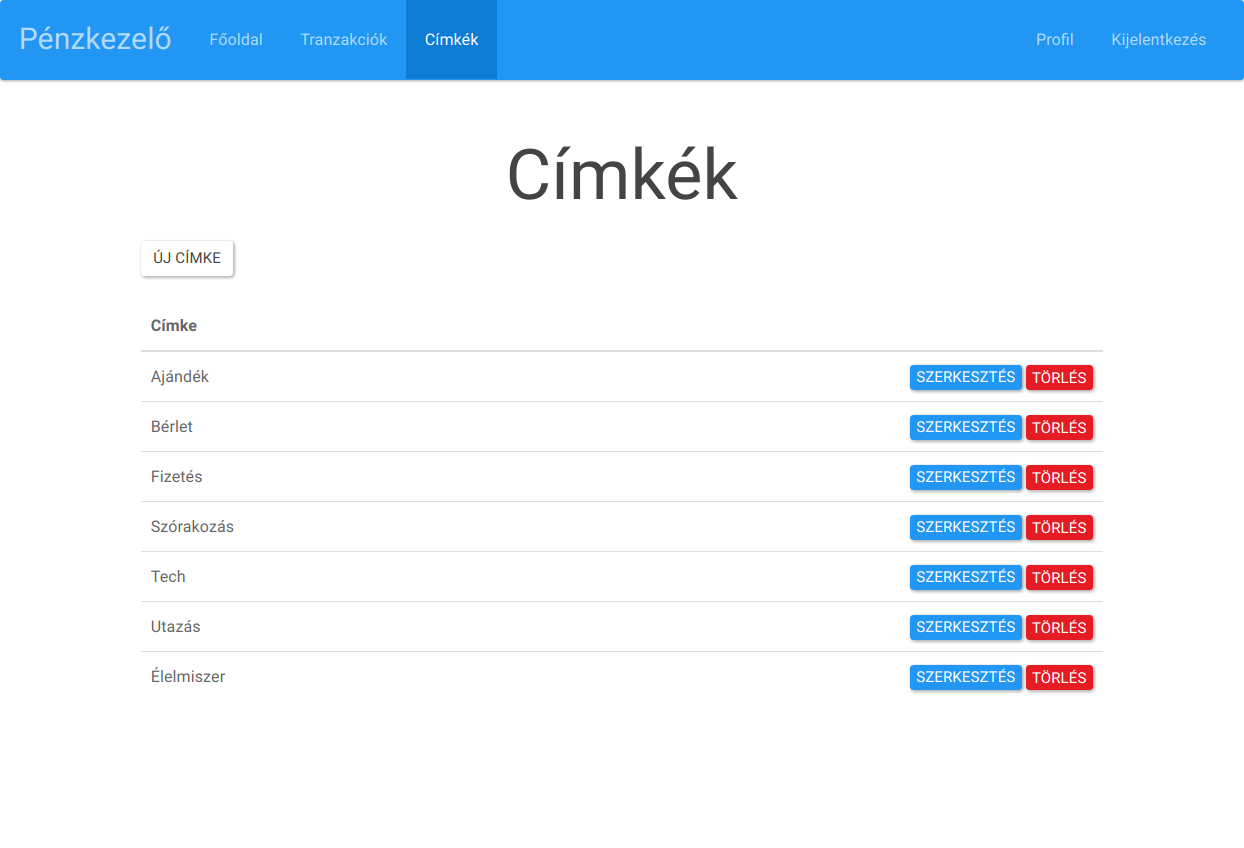 Pénzkezelő Főoldal Tranzakciók Címkék Profil Kijelentkezés
Címkék
ÚJ CÍMKE
Címke
Ajándék SZERKESZTÉS TÖRLÉS
Bérlet SZERKESZTÉS TÖRLÉS
Fizetés SZERKESZTÉS TÖRLÉS
Szórakozás SZERKESZTÉS TÖRLÉS
Tech SZERKESZTÉS TÖRLÉS
Utazás SZERKESZTÉS TÖRLÉS
Élelmiszer SZERKESZTÉS TÖRLÉS